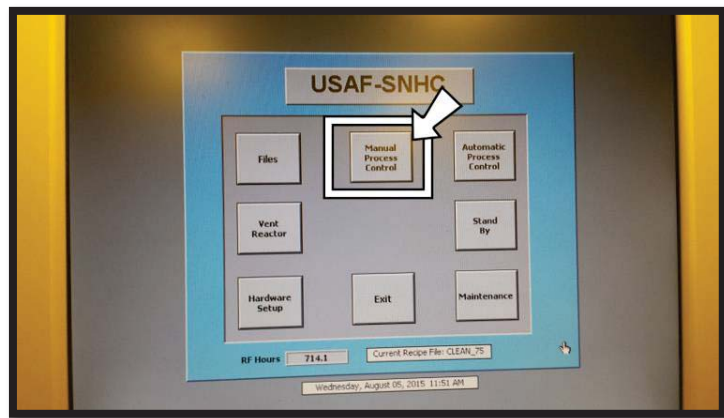 USAF-SNHC
Files
Manual
Process
Control
Automatic
Process
Control
Vent
Reactor
Stand
By
Hardware
Setup
Exit
Maintenance
RF Hours 714.1
Current Recipe File: CLEAN_75
Wednesday, August 05, 2015 11:51 AM